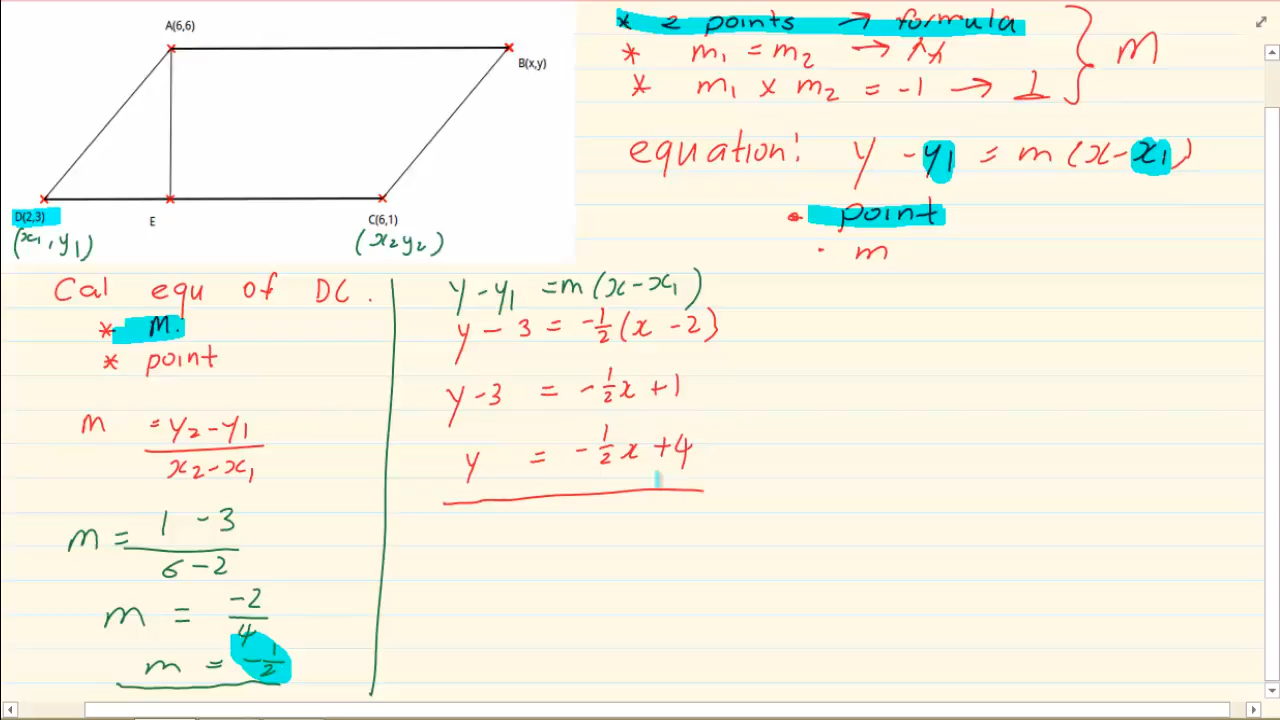 A(6,6)
B(x,y)
D(2,3)
E
C(6,1)
(x₁, y₁)
(x₂ y₂)
* 2 points → formula
* m₁ = m₂ →
* m₁ × m₂ = -1 → ⊥
} m
equation! y - y₁ = m(x - x₁)
• point
• m
Cal equ of DC.
* m.
* point
m = y₂ - y₁
x₂ - x₁
m = 1 - 3
6 - 2
m = -2
4
m = -1/2
y - y₁ = m(x - x₁)
y - 3 = -1/2(x - 2)
y - 3 = -1/2x + 1
y = -1/2x + 4